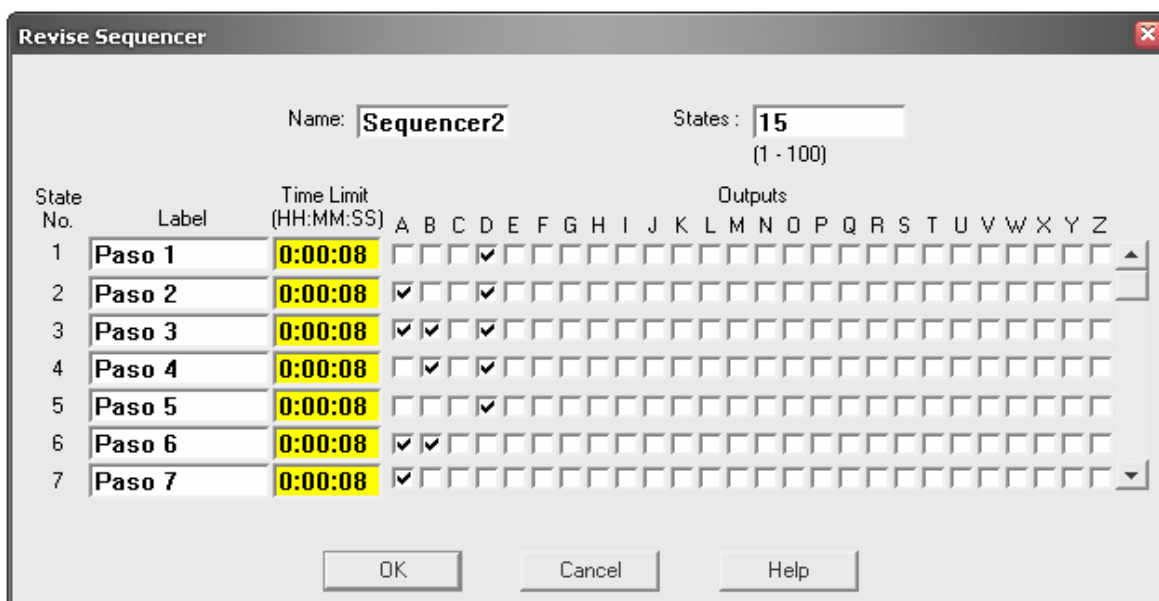 Revise Sequencer
Name: Sequencer2 States : 15
(1 - 100)
State No. Label Time Limit (HH:MM:SS) Outputs
A B C D E F G H I J K L M N O P Q R S T U V W X Y Z
1 Paso 1 0:00:08
2 Paso 2 0:00:08
3 Paso 3 0:00:08
4 Paso 4 0:00:08
5 Paso 5 0:00:08
6 Paso 6 0:00:08
7 Paso 7 0:00:08
OK Cancel Help